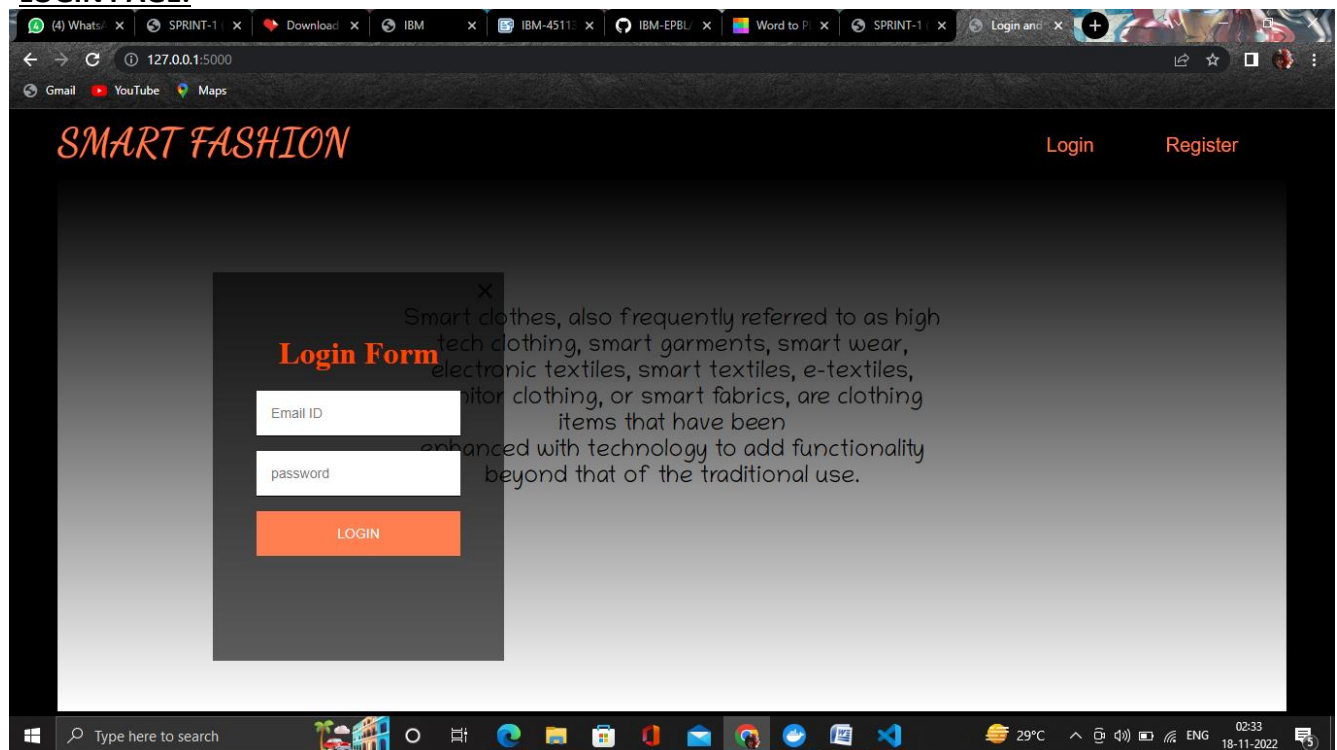 LOGIN PAGE:
(4) Whats
SPRINT-1 (
Download
IBM
IBM-4511
IBM-EPBL/
Word to P
SPRINT-1 (
Login and
127.0.0.1:5000
Gmail
YouTube
Maps
SMART FASHION
Login
Register
Smart clothes, also frequently referred to as high
tech clothing, smart garments, smart wear,
electronic textiles, smart textiles, e-textiles,
nitor clothing, or smart fabrics, are clothing
items that have been
enhanced with technology to add functionality
beyond that of the traditional use.
Login Form
Email ID
password
LOGIN
Type here to search
29°C
ENG
02:33
18-11-2022
5